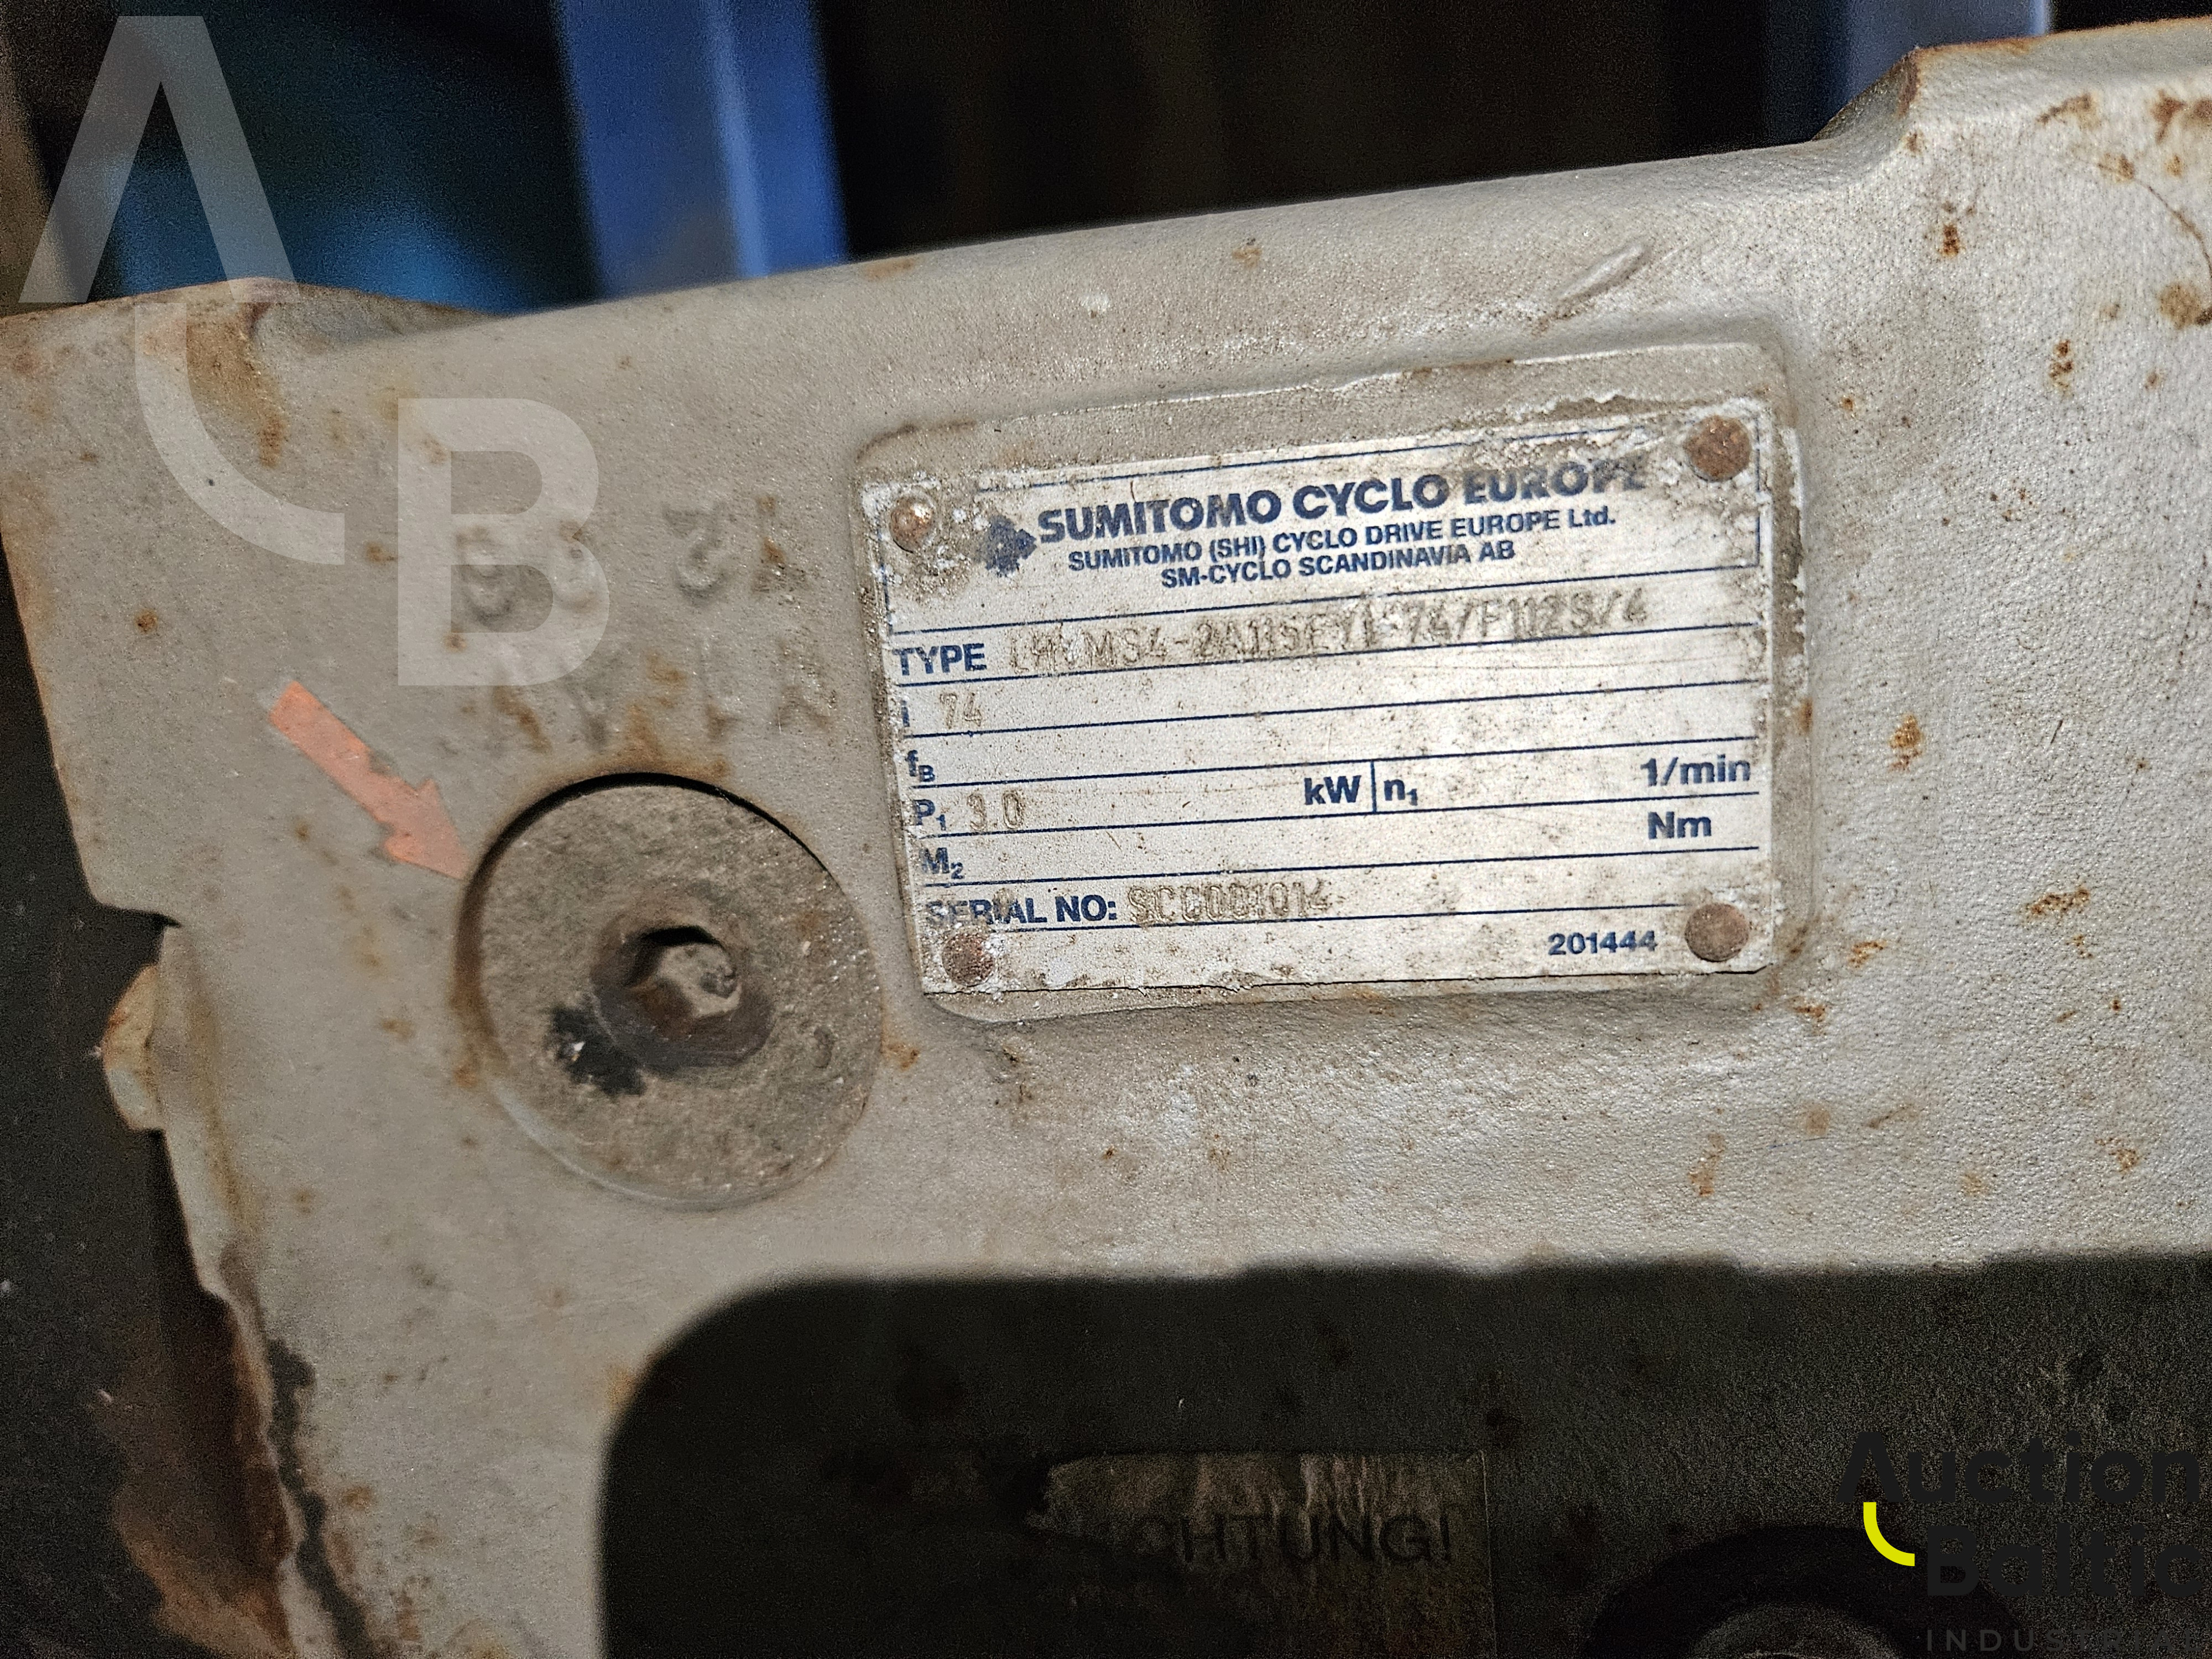 SUMITOMO CYCLO EUROPE
SUMITOMO (SHI) CYCLO DRIVE EUROPE Ltd.
SM-CYCLO SCANDINAVIA AB
TYPE
i 74
fB
P1 3.0 kW n1 1/min
M2 Nm
SERIAL NO:
201444
A
B
Auction
Baltic
INDUSTRIAL